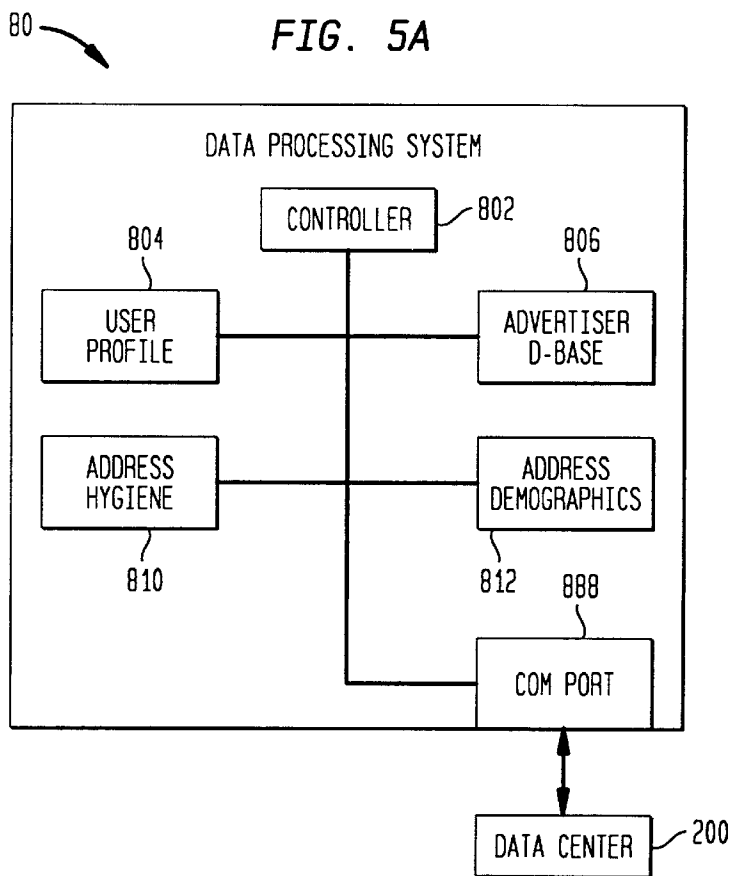 80
FIG. 5A
DATA PROCESSING SYSTEM
CONTROLLER
802
804
806
USER
PROFILE
ADVERTISER
D-BASE
ADDRESS
HYGIENE
ADDRESS
DEMOGRAPHICS
810
812
888
COM PORT
DATA CENTER
200